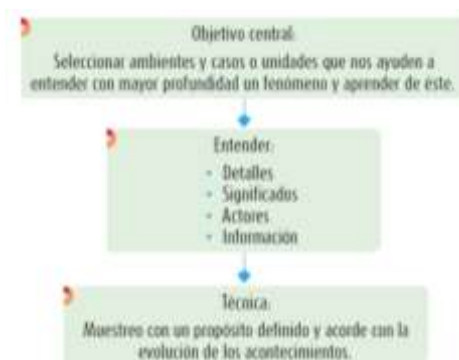 Objetivo central:
Seleccionar ambientes y casos o unidades que nos ayuden a
entender con mayor profundidad un fenómeno y aprender de éste.
Entender:
• Detalles
• Significados
• Actores
• Información
Técnica:
Muestreo con un propósito definido y acorde con la
evolución de los acontecimientos.